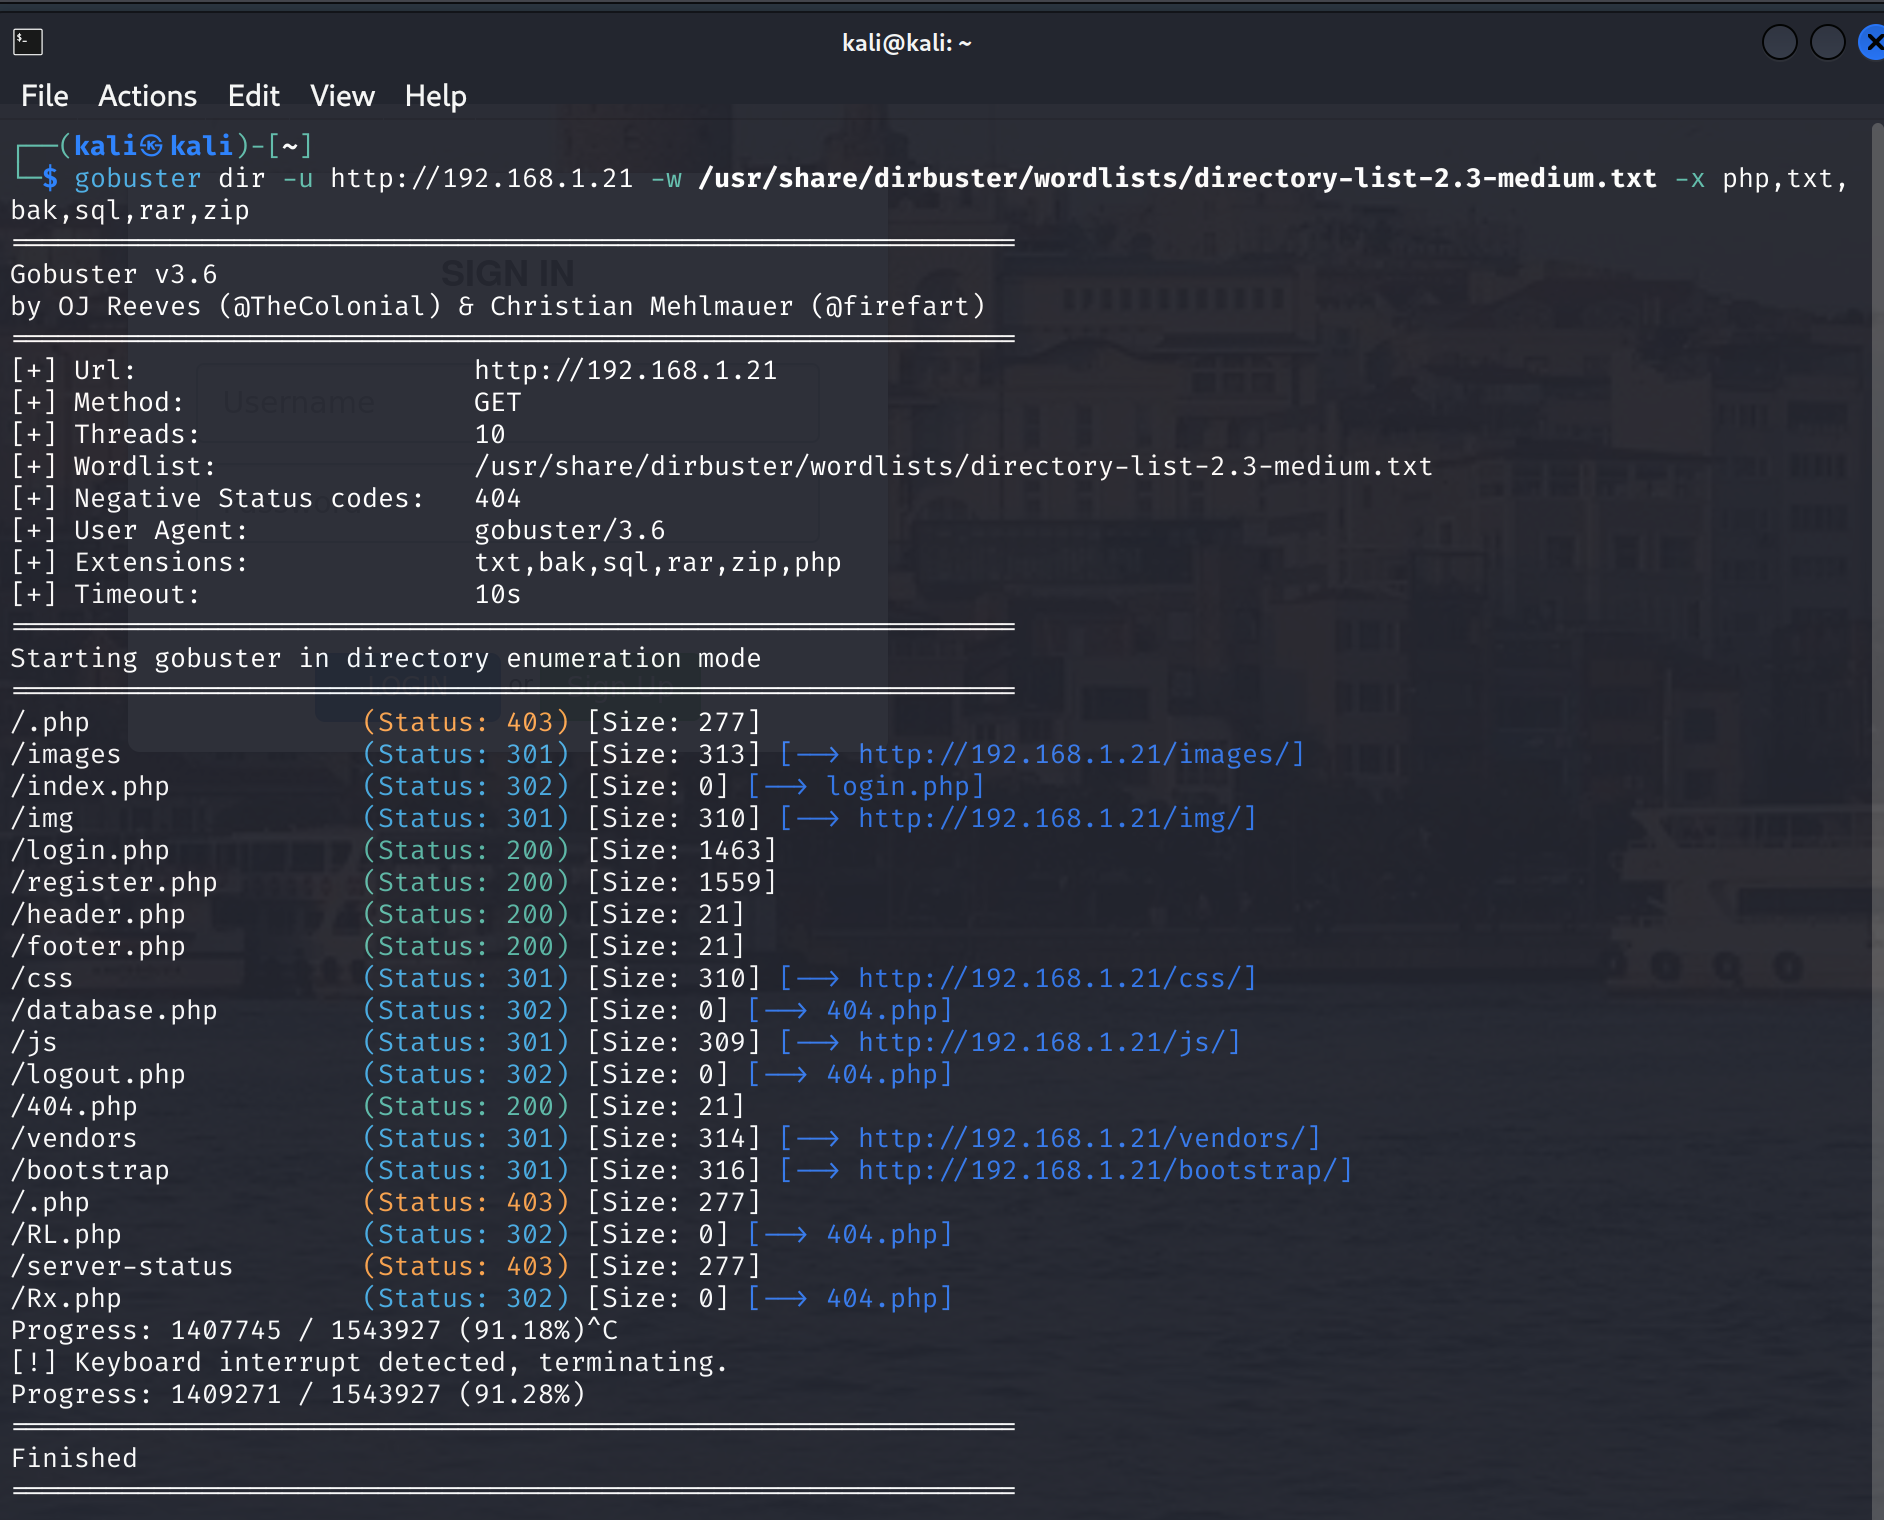 kali@kali: ~
File Actions Edit View Help
┌──(kali㉿kali)-[~]
└─$ gobuster dir -u http://192.168.1.21 -w /usr/share/dirbuster/wordlists/directory-list-2.3-medium.txt -x php,txt,
bak,sql,rar,zip
===============================================================
SIGN IN
Gobuster v3.6
by OJ Reeves (@TheColonial) & Christian Mehlmauer (@firefart)
===============================================================
[+] Url:                     http://192.168.1.21
Username
[+] Method:                  GET
[+] Threads:                 10
[+] Wordlist:                /usr/share/dirbuster/wordlists/directory-list-2.3-medium.txt
[+] Negative Status codes:   404
[+] User Agent:              gobuster/3.6
[+] Extensions:              txt,bak,sql,rar,zip,php
[+] Timeout:                 10s
===============================================================
Starting gobuster in directory enumeration mode
LOGIN or Sign Up
===============================================================
/.php                 (Status: 403) [Size: 277]
/images               (Status: 301) [Size: 313] [--> http://192.168.1.21/images/]
/index.php            (Status: 302) [Size: 0] [--> login.php]
/img                  (Status: 301) [Size: 310] [--> http://192.168.1.21/img/]
/login.php            (Status: 200) [Size: 1463]
/register.php         (Status: 200) [Size: 1559]
/header.php           (Status: 200) [Size: 21]
/footer.php           (Status: 200) [Size: 21]
/css                  (Status: 301) [Size: 310] [--> http://192.168.1.21/css/]
/database.php         (Status: 302) [Size: 0] [--> 404.php]
/js                   (Status: 301) [Size: 309] [--> http://192.168.1.21/js/]
/logout.php           (Status: 302) [Size: 0] [--> 404.php]
/404.php              (Status: 200) [Size: 21]
/vendors              (Status: 301) [Size: 314] [--> http://192.168.1.21/vendors/]
/bootstrap            (Status: 301) [Size: 316] [--> http://192.168.1.21/bootstrap/]
/.php                 (Status: 403) [Size: 277]
/RL.php               (Status: 302) [Size: 0] [--> 404.php]
/server-status        (Status: 403) [Size: 277]
/Rx.php               (Status: 302) [Size: 0] [--> 404.php]
Progress: 1407745 / 1543927 (91.18%)^C
[!] Keyboard interrupt detected, terminating.
Progress: 1409271 / 1543927 (91.28%)
===============================================================
Finished
===============================================================